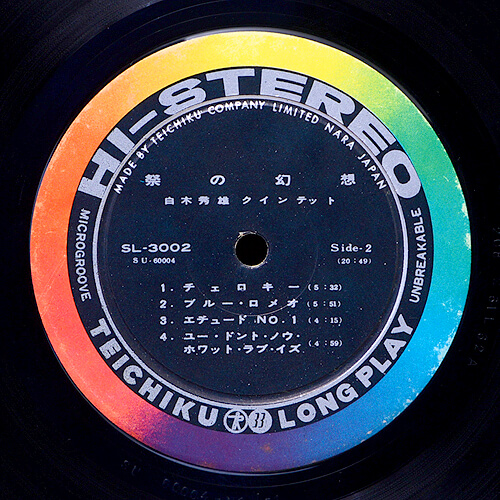 HI-STEREO
MADE BY TEICHIKU COMPANY LIMITED NARA JAPAN
祭の幻想
白木秀雄 クインテット
SL-3002
SU-60004
Side-2
(20:49)
1. チェロキー (5:32)
2. ブルー・ロメオ (5:51)
3. エチュード NO.1 (4:15)
4. ユー・ドント・ノウ・
ホワット・ラブ・イズ (4:59)
MICROGROOVE
UNBREAKABLE
TEICHIKU 33 LONG PLAY